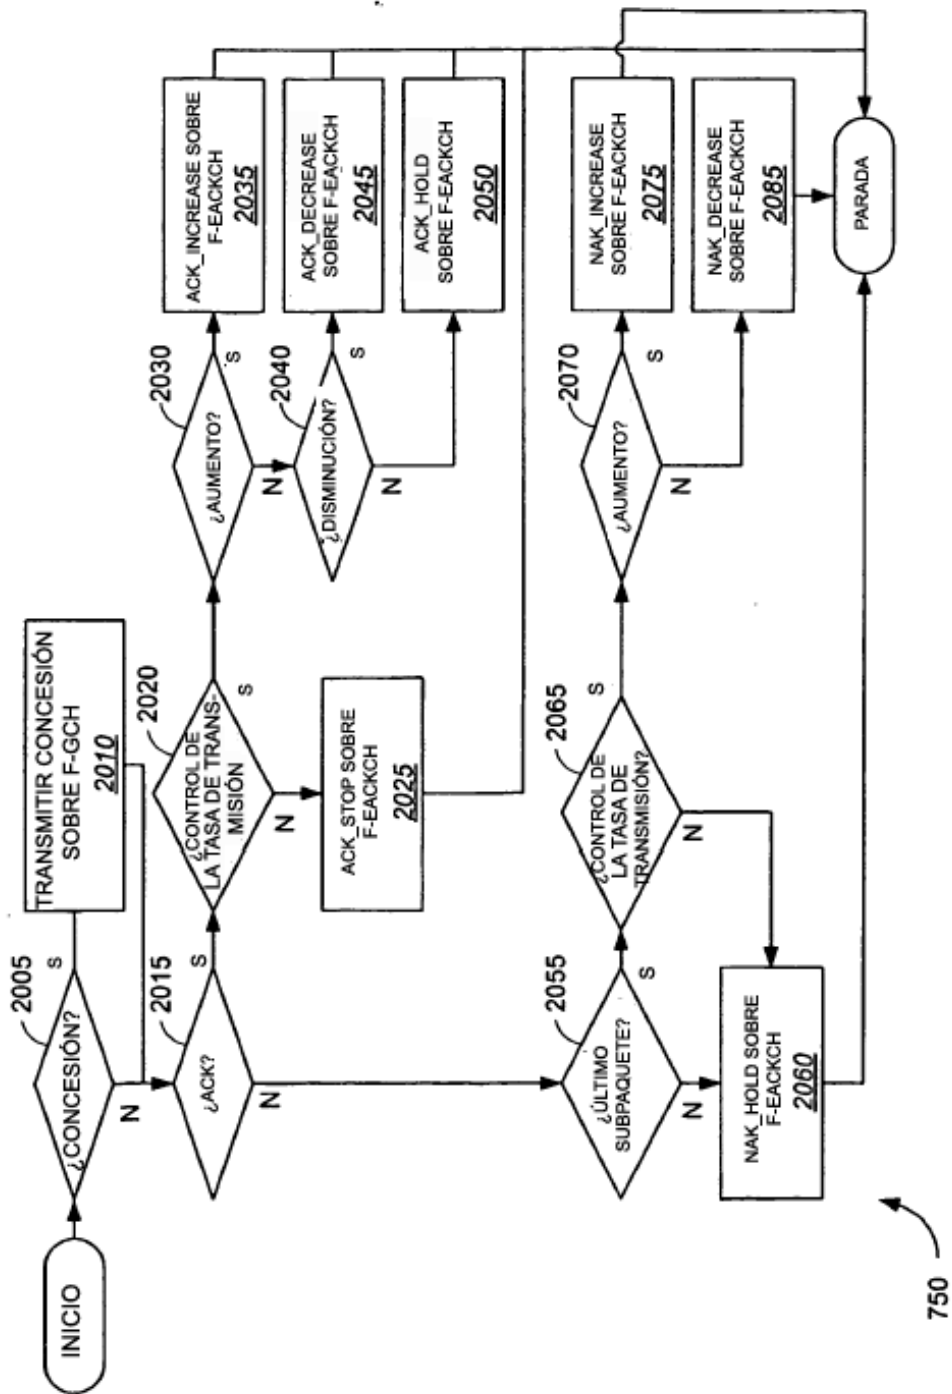 INICIO
2005
¿CONCESIÓN?
S
N
TRANSMITIR CONCESIÓN
SOBRE F-GCH
2010
2015
¿ACK?
S
N
2020
¿CONTROL DE
LA TASA DE TRANS-
MISIÓN
S
N
ACK_STOP SOBRE
F-EACKCH
2025
2030
¿AUMENTO?
S
N
ACK_INCREASE SOBRE
F-EACKCH
2035
2040
¿DISMINUCIÓN?
S
N
ACK_DECREASE
SOBRE F-EACKCH
2045
ACK_HOLD
SOBRE F-EACKCH
2050
2055
¿ÚLTIMO
SUBPAQUETE?
S
N
NAK_HOLD SOBRE
F-EACKCH
2060
2065
¿CONTROL DE
LA TASA DE
TRANSMISIÓN?
S
N
2070
¿AUMENTO?
S
N
NAK_INCREASE
SOBRE F-EACKCH
2075
NAK_DECREASE
SOBRE F-EACKCH
2085
PARADA
750